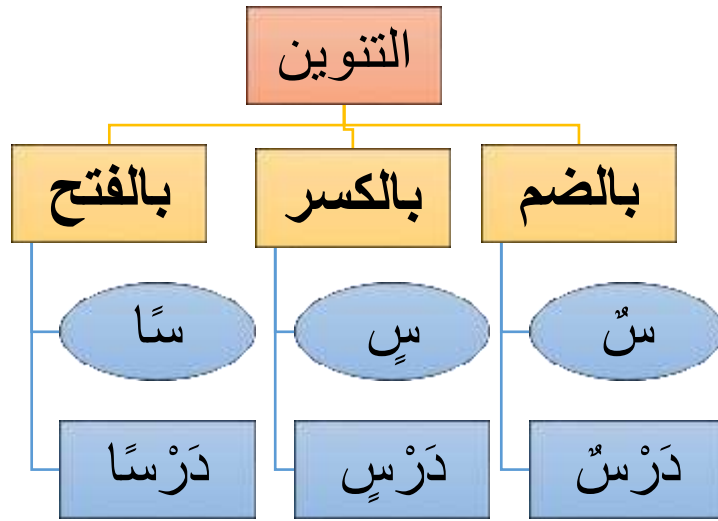 التنوين
بالضم
بالكسر
بالفتح
سٌ
سٍ
سًا
دَرْسٌ
دَرْسٍ
دَرْسًا